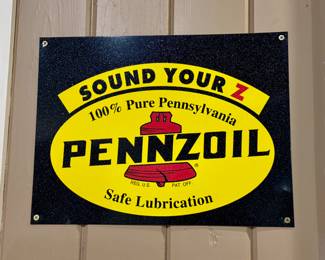 SOUND YOUR Z
100% Pure Pennsylvania
PENNZOIL®
REG. U.S. PAT. OFF.
Safe Lubrication